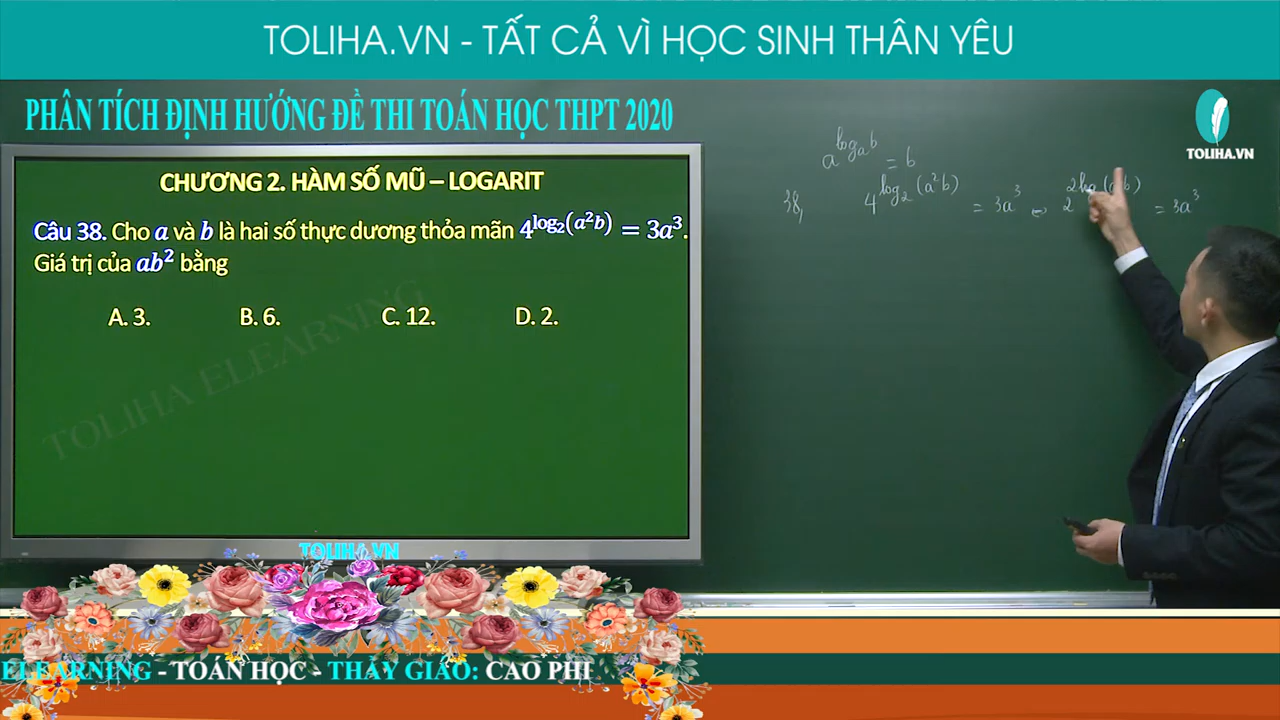 TOLIHA.VN - TẤT CẢ VÌ HỌC SINH THÂN YÊU
PHÂN TÍCH ĐỊNH HƯỚNG ĐỀ THI TOÁN HỌC THPT 2020
TOLIHA.VN
CHƯƠNG 2. HÀM SỐ MŨ – LOGARIT
Câu 38. Cho a và b là hai số thực dương thỏa mãn 4^{log₂(a²b)} = 3a³.
Giá trị của ab² bằng
A. 3. B. 6. C. 12. D. 2.
TOLIHA ELEARNING
a^{log_a b} = b
38, 4^{log₂(a²b)} = 3a³ ⇔ 2 = 3a³
TOLIHA.VN
ELEARNING - TOÁN HỌC - THẦY GIÁO: CAO PHI